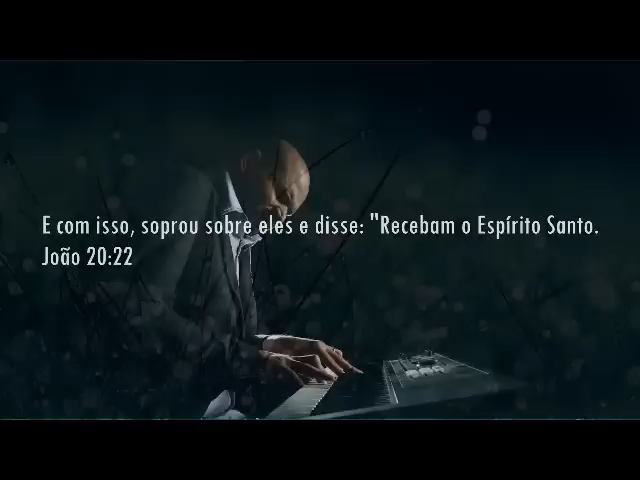 E com isso, soprou sobre eles e disse: "Recebam o Espírito Santo.
João 20:22